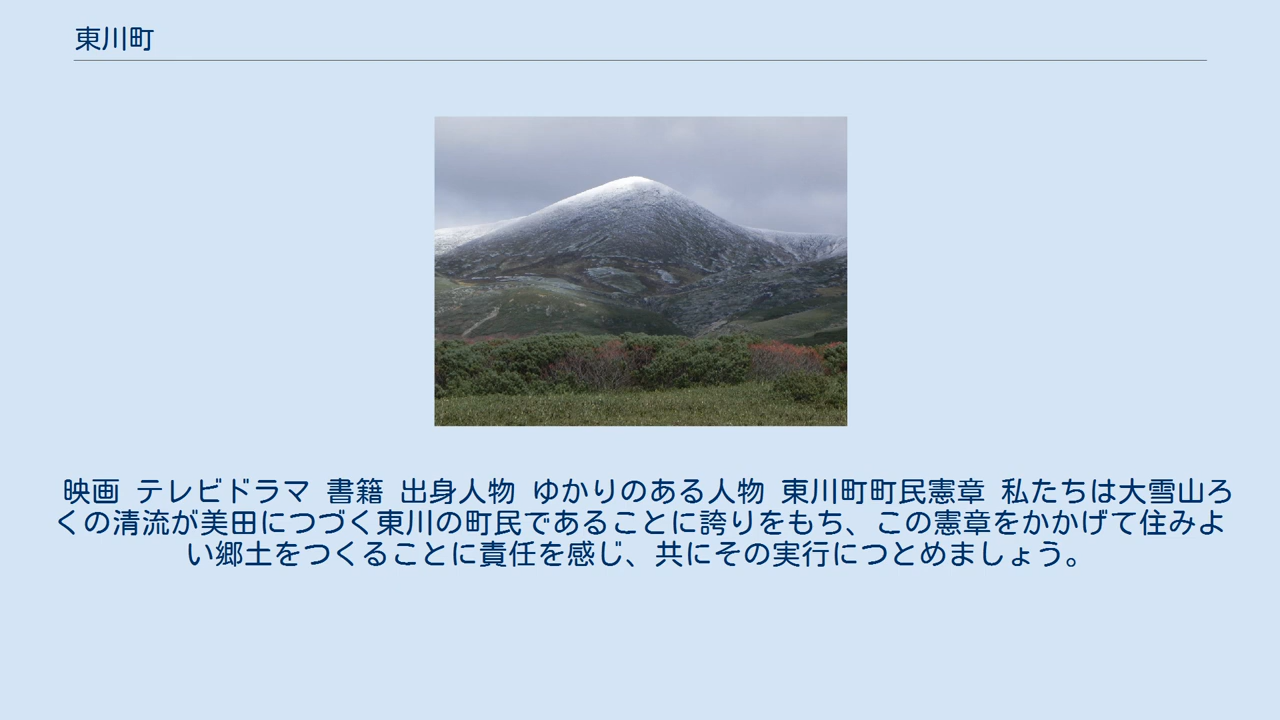 東川町
映画 テレビドラマ 書籍 出身人物 ゆかりのある人物 東川町町民憲章 私たちは大雪山ろ
くの清流が美田につづく東川の町民であることに誇りをもち、この憲章をかかげて住みよ
い郷土をつくることに責任を感じ、共にその実行につとめましょう。